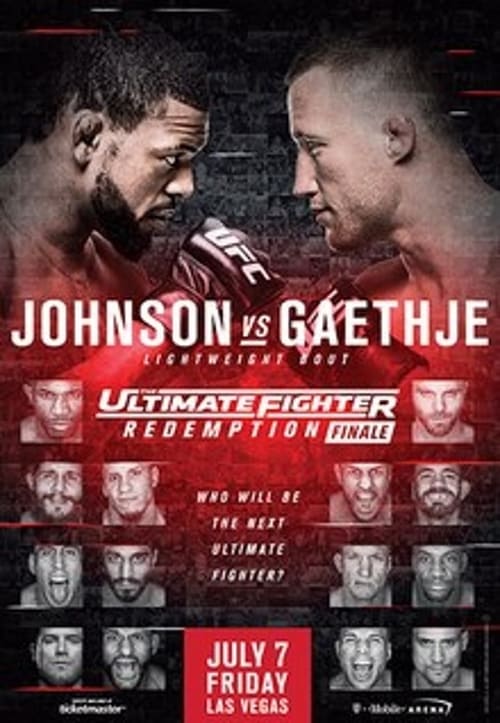 UFC
JOHNSON VS GAETHJE
LIGHTWEIGHT BOUT
THE
ULTIMATE FIGHTER
REDEMPTION FINALE
WHO WILL BE
THE NEXT
ULTIMATE
FIGHTER?
JULY 7
FRIDAY
LAS VEGAS
ticketmaster
T-Mobile ARENA